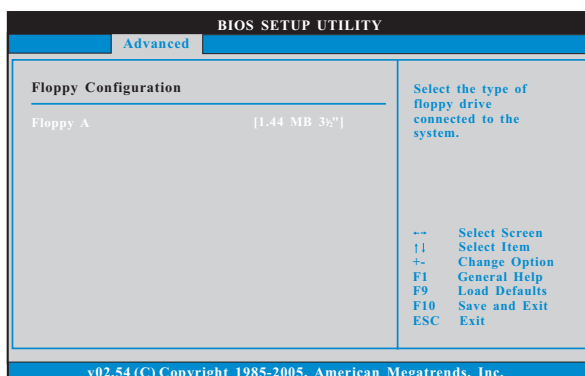 BIOS SETUP UTILITY
Advanced
Floppy Configuration
Floppy A [1.44 MB 3½"]
Select the type of
floppy drive
connected to the
system.
←→ Select Screen
↑↓ Select Item
+- Change Option
F1 General Help
F9 Load Defaults
F10 Save and Exit
ESC Exit
v02.54 (C) Copyright 1985-2005, American Megatrends, Inc.